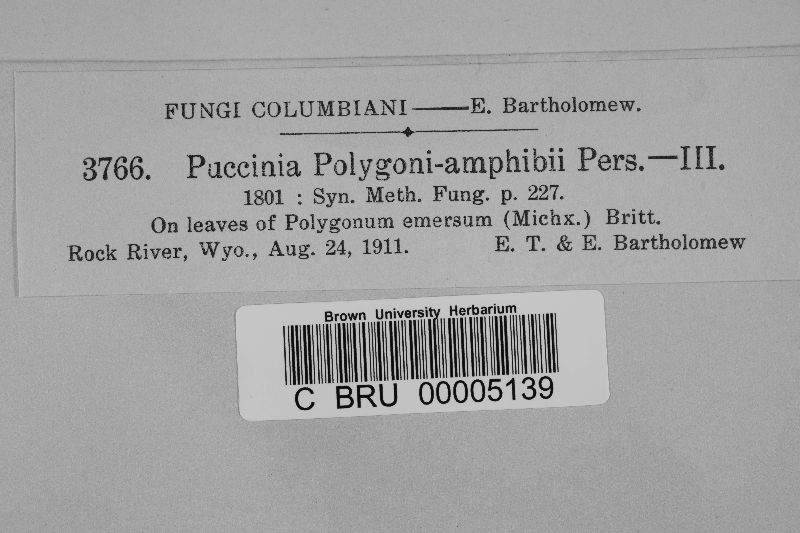 FUNGI COLUMBIANI——E. Bartholomew.
3766. Puccinia Polygoni-amphibii Pers.—III.
1801 : Syn. Meth. Fung. p. 227.
On leaves of Polygonum emersum (Michx.) Britt.
Rock River, Wyo., Aug. 24, 1911. E. T. & E. Bartholomew
Brown University Herbarium
C BRU 00005139